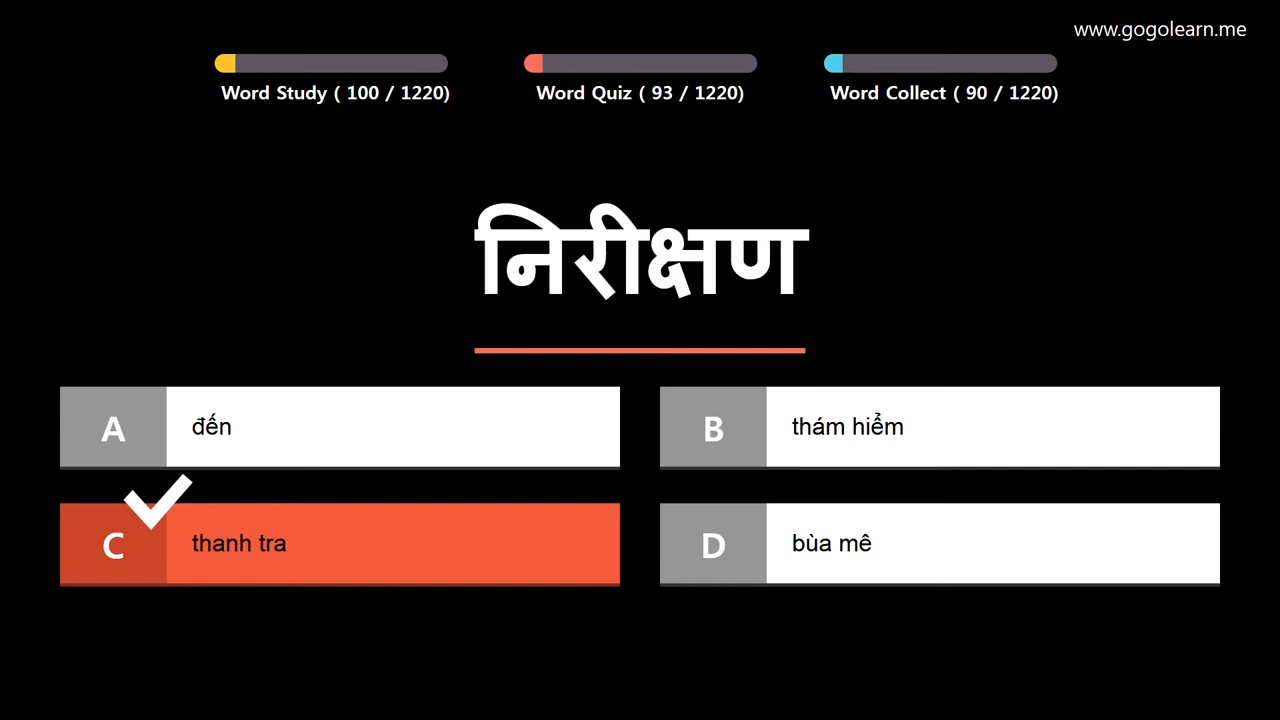 www.gogolearn.me
Word Study ( 100 / 1220)
Word Quiz ( 93 / 1220)
Word Collect ( 90 / 1220)
निरीक्षण
A đến
B thám hiểm
C thanh tra
D bùa mê